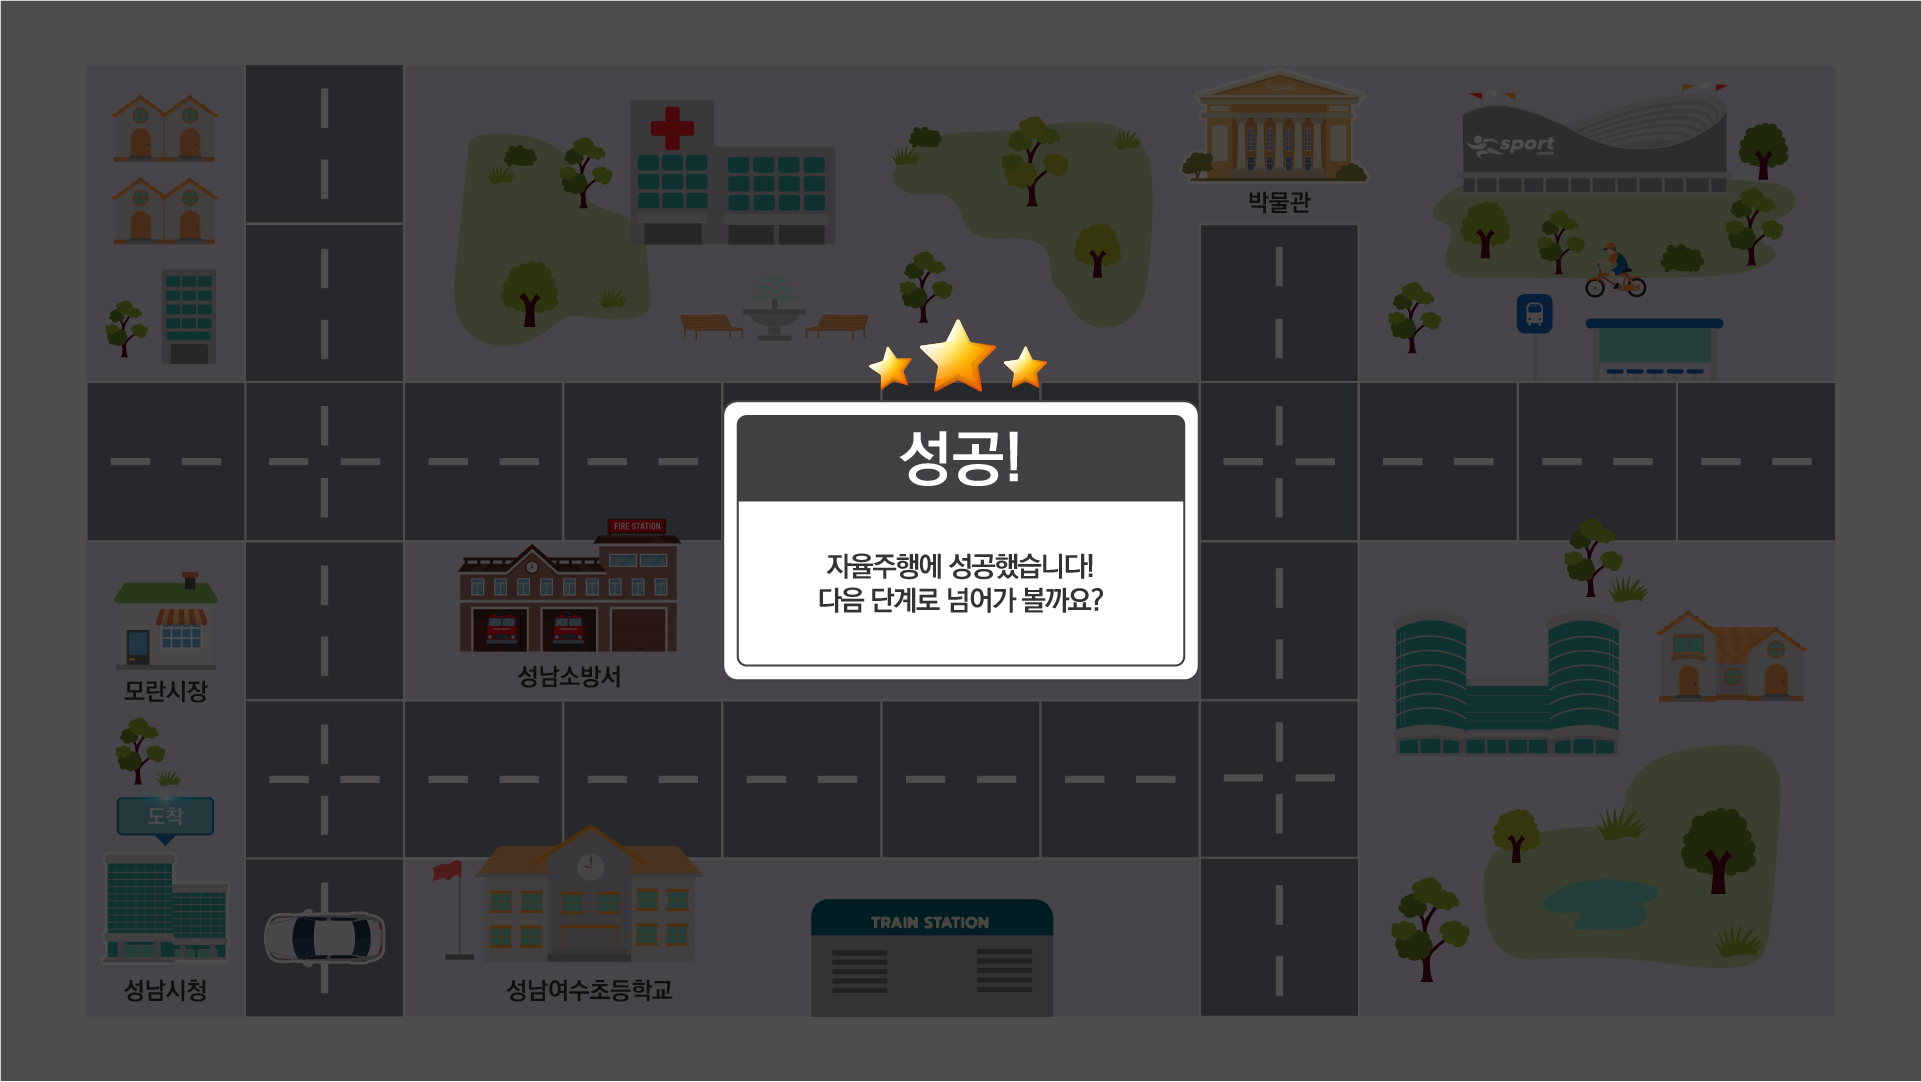 THEATRE
박물관
sport
성공!
자율주행에 성공했습니다!
다음 단계로 넘어가 볼까요?
FIRE STATION
성남소방서
모란시장
도착
성남시청
성남여수초등학교
TRAIN STATION